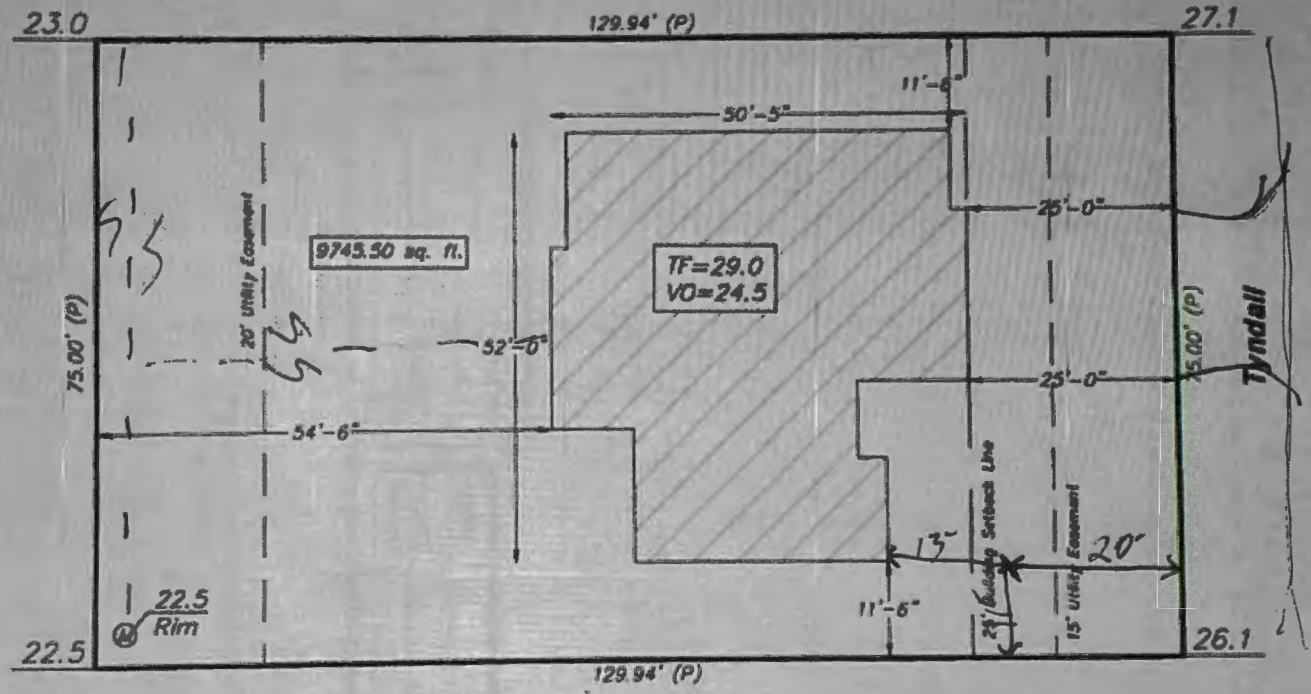 23.0
129.94' (P)
27.1
11'-6"
50'-5"
25'-0"
20' Utility Easement
9745.50 sq. ft.
TF=29.0
VO=24.5
75.00' (P)
SS
SS
52'-0"
25'-0"
75.00' (P)
Tyndall
54'-6"
25' Building Setback Line
15' Utility Easement
13'
20'
11'-6"
22.5
Rim
M
22.5
129.94' (P)
26.1